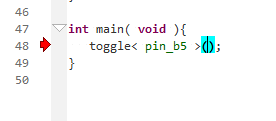 46
47 int main( void ){
48 toggle< pin_b5 >();
49 }
50